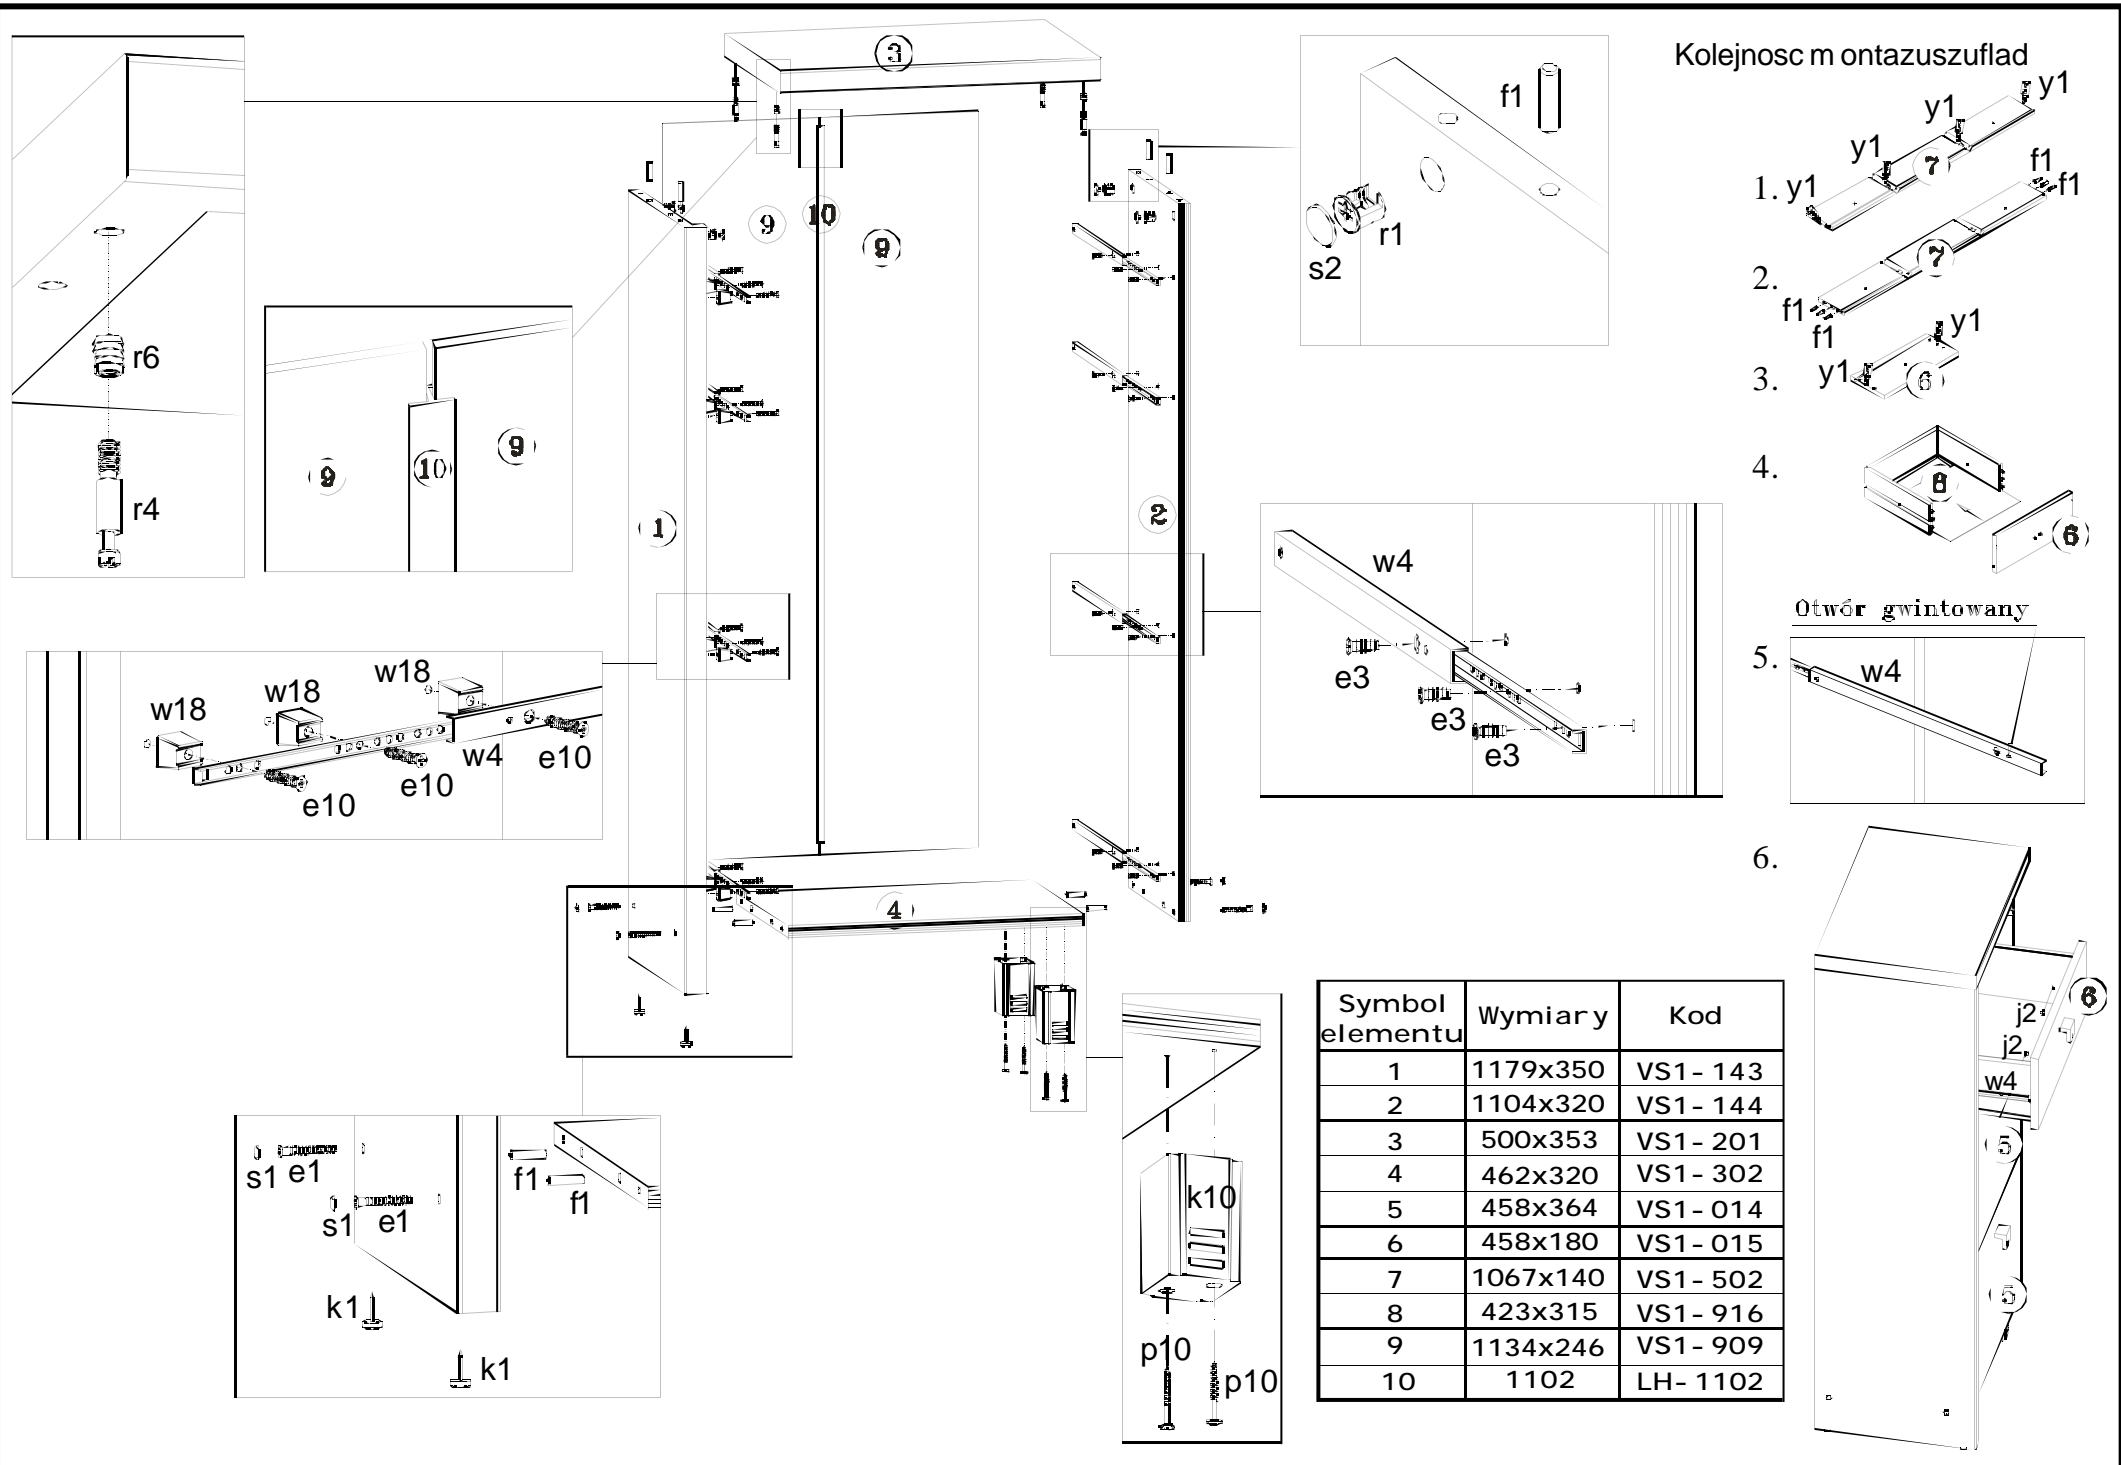 3
Kolejnosc m ontazuszuflad
f1
r1
s2
1.
y1
y1
y1
y1
7
f1
f1
2.
7
f1
f1
3.
y1
y1
6
4.
8
6
Otwór gwintowany
5.
w4
6.
6
j2
j2
w4
5
5
r6
r4
9
10
9
9
10
9
1
2
w18
w18
w18
w4
e10
e10
e10
w4
e3
e3
e3
4
s1
e1
s1
e1
f1
f1
k1
k1
k10
p10
p10
Symbol elementu Wymiary Kod
1 1179x350 VS1-143
2 1104x320 VS1-144
3 500x353 VS1-201
4 462x320 VS1-302
5 458x364 VS1-014
6 458x180 VS1-015
7 1067x140 VS1-502
8 423x315 VS1-916
9 1134x246 VS1-909
10 1102 LH-1102